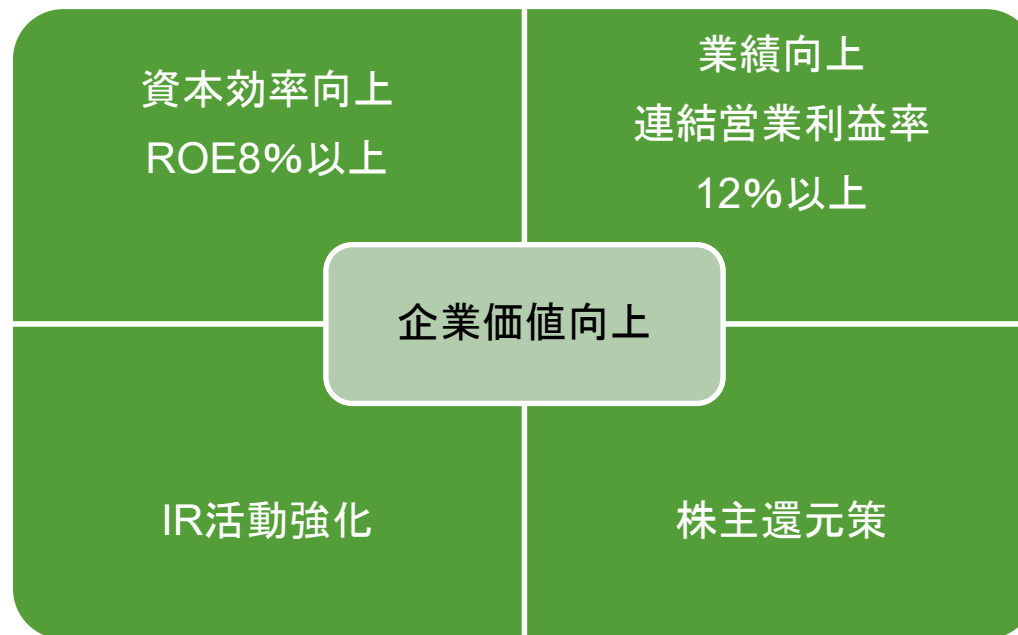 資本効率向上
ROE8%以上
業績向上
連結営業利益率
12%以上
企業価値向上
IR活動強化
株主還元策